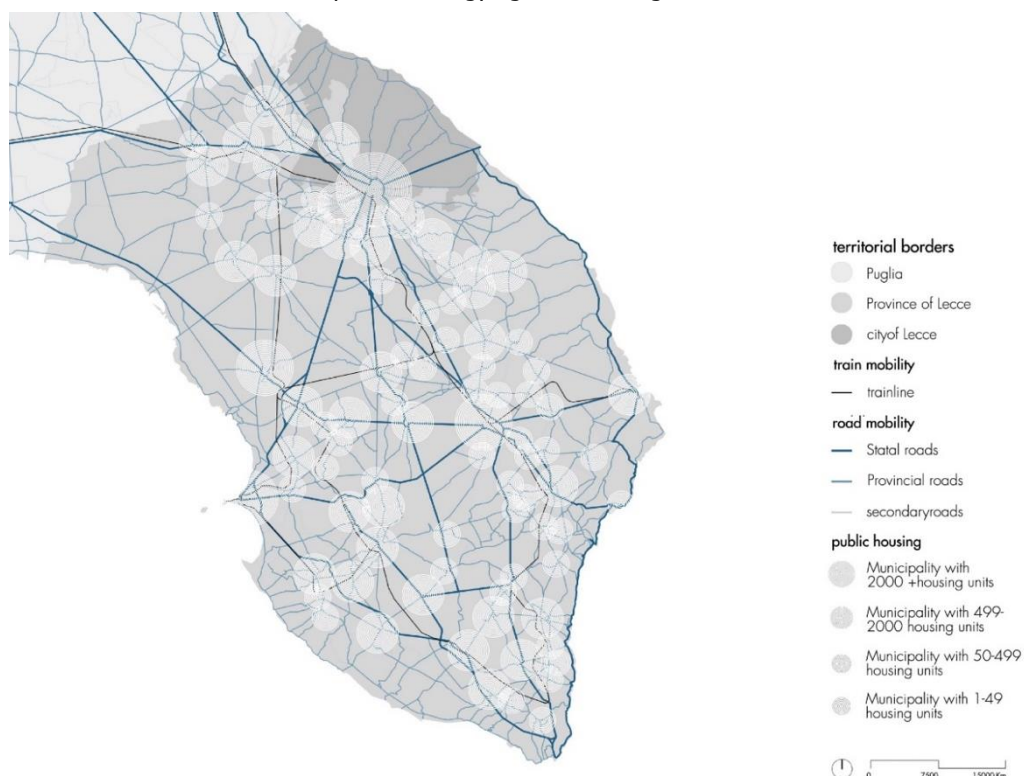 territorial borders
Puglia
Province of Lecce
cityof Lecce
train mobility
trainline
road mobility
Statal roads
Provincial roads
secondaryroads
public housing
Municipality with
2000 +housing units
Municipality with 499-
2000 housing units
Municipality with 50-499
housing units
Municipality with 1-49
housing units
0 7500 15000 Km